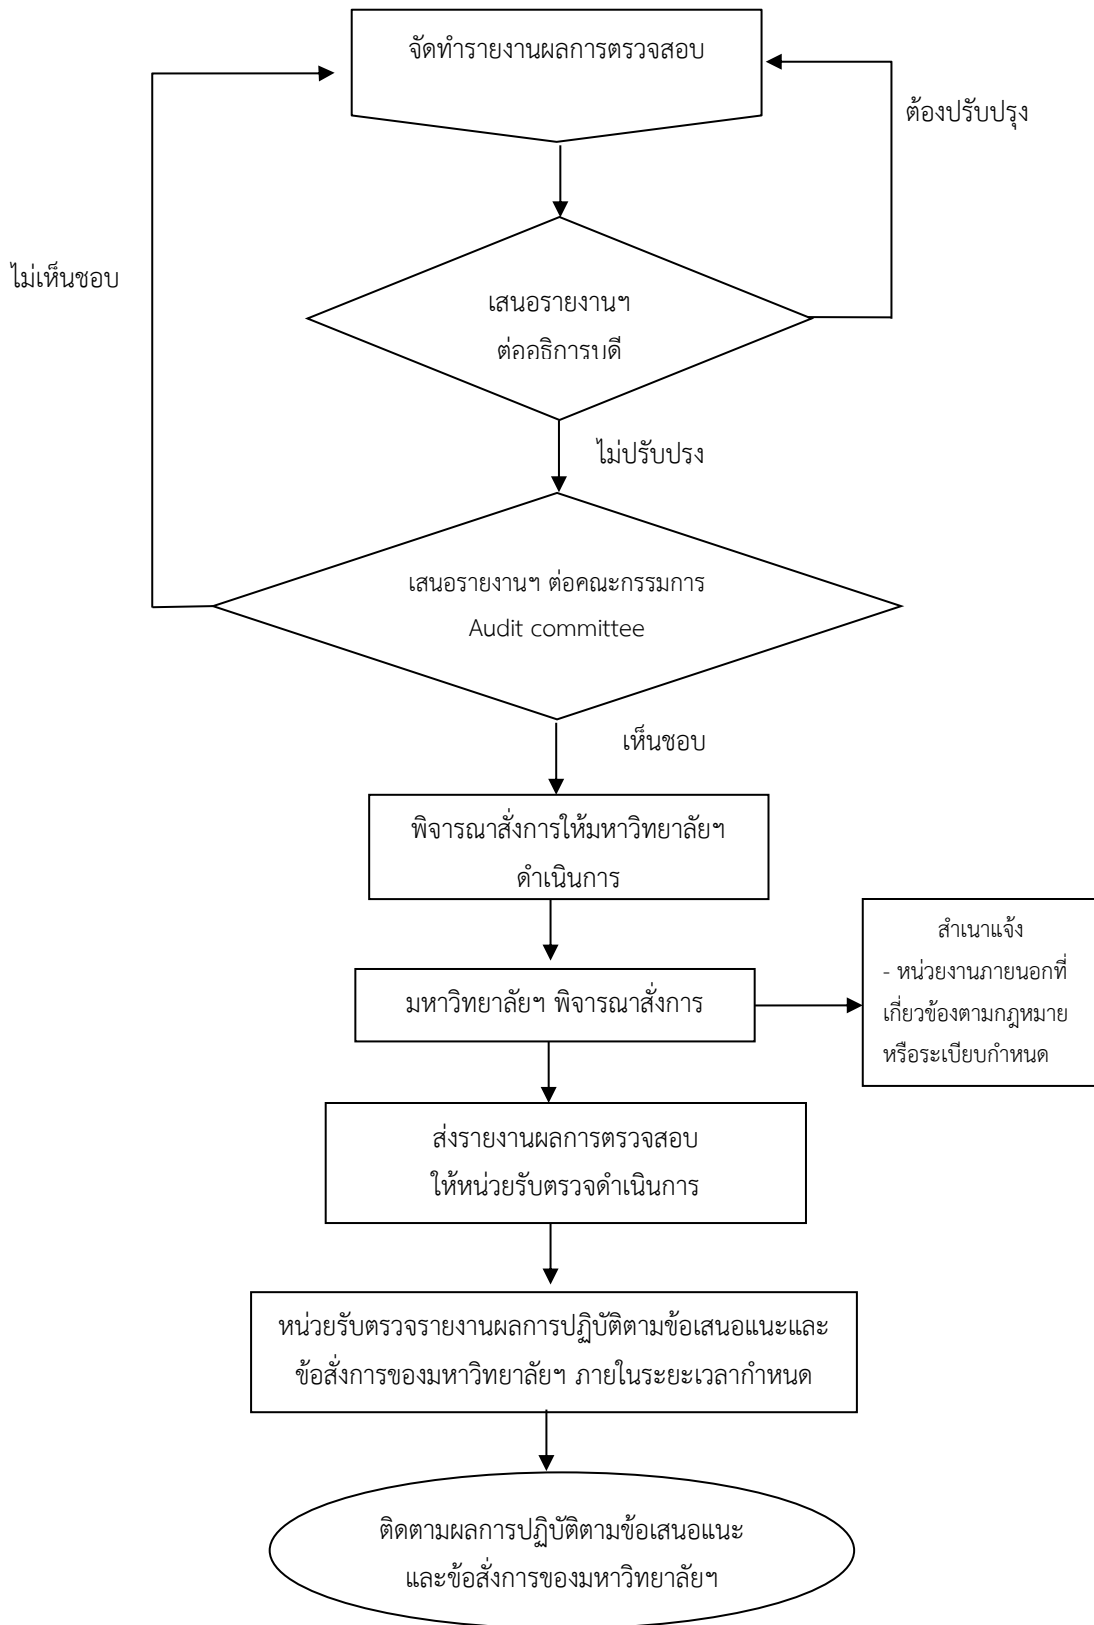 จัดทำรายงานผลการตรวจสอบ
ต้องปรับปรุง
ไม่เห็นชอบ
เสนอรายงานฯ
ต่ออธิการบดี
ไม่ปรับปรง
เสนอรายงานฯ ต่อคณะกรรมการ
Audit committee
เห็นชอบ
พิจารณาสั่งการให้มหาวิทยาลัยฯ
ดำเนินการ
มหาวิทยาลัยฯ พิจารณาสั่งการ
สำเนาแจ้ง
- หน่วยงานภายนอกที่
เกี่ยวข้องตามกฎหมาย
หรือระเบียบกำหนด
ส่งรายงานผลการตรวจสอบ
ให้หน่วยรับตรวจดำเนินการ
หน่วยรับตรวจรายงานผลการปฏิบัติตามข้อเสนอแนะและ
ข้อสั่งการของมหาวิทยาลัยฯ ภายในระยะเวลากำหนด
ติดตามผลการปฏิบัติตามข้อเสนอแนะ
และข้อสั่งการของมหาวิทยาลัยฯ